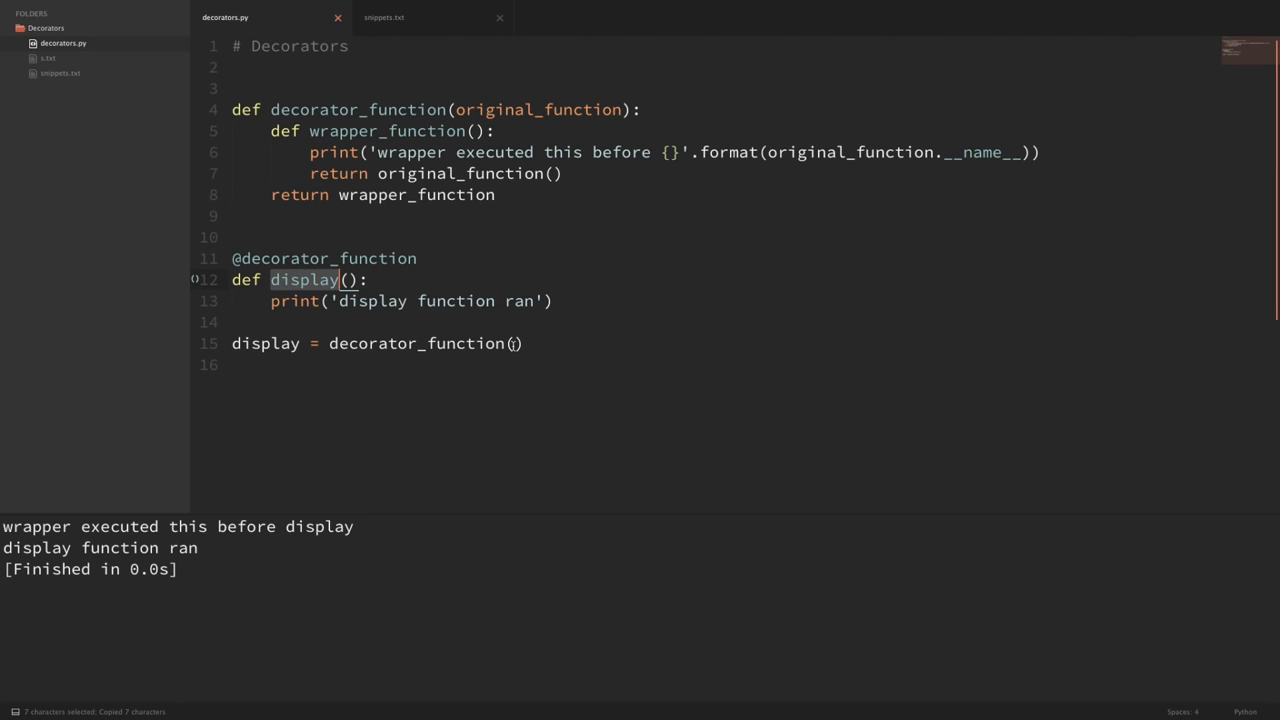 FOLDERS
Decorators
decorators.py
s.txt
snippets.txt
decorators.py
snippets.txt
1 # Decorators
2
3
4 def decorator_function(original_function):
5     def wrapper_function():
6         print('wrapper executed this before {}'.format(original_function.__name__))
7         return original_function()
8     return wrapper_function
9
10
11 @decorator_function
12 def display():
13     print('display function ran')
14
15 display = decorator_function()
16
wrapper executed this before display
display function ran
[Finished in 0.0s]
7 characters selected; Copied 7 characters
Spaces: 4
Python